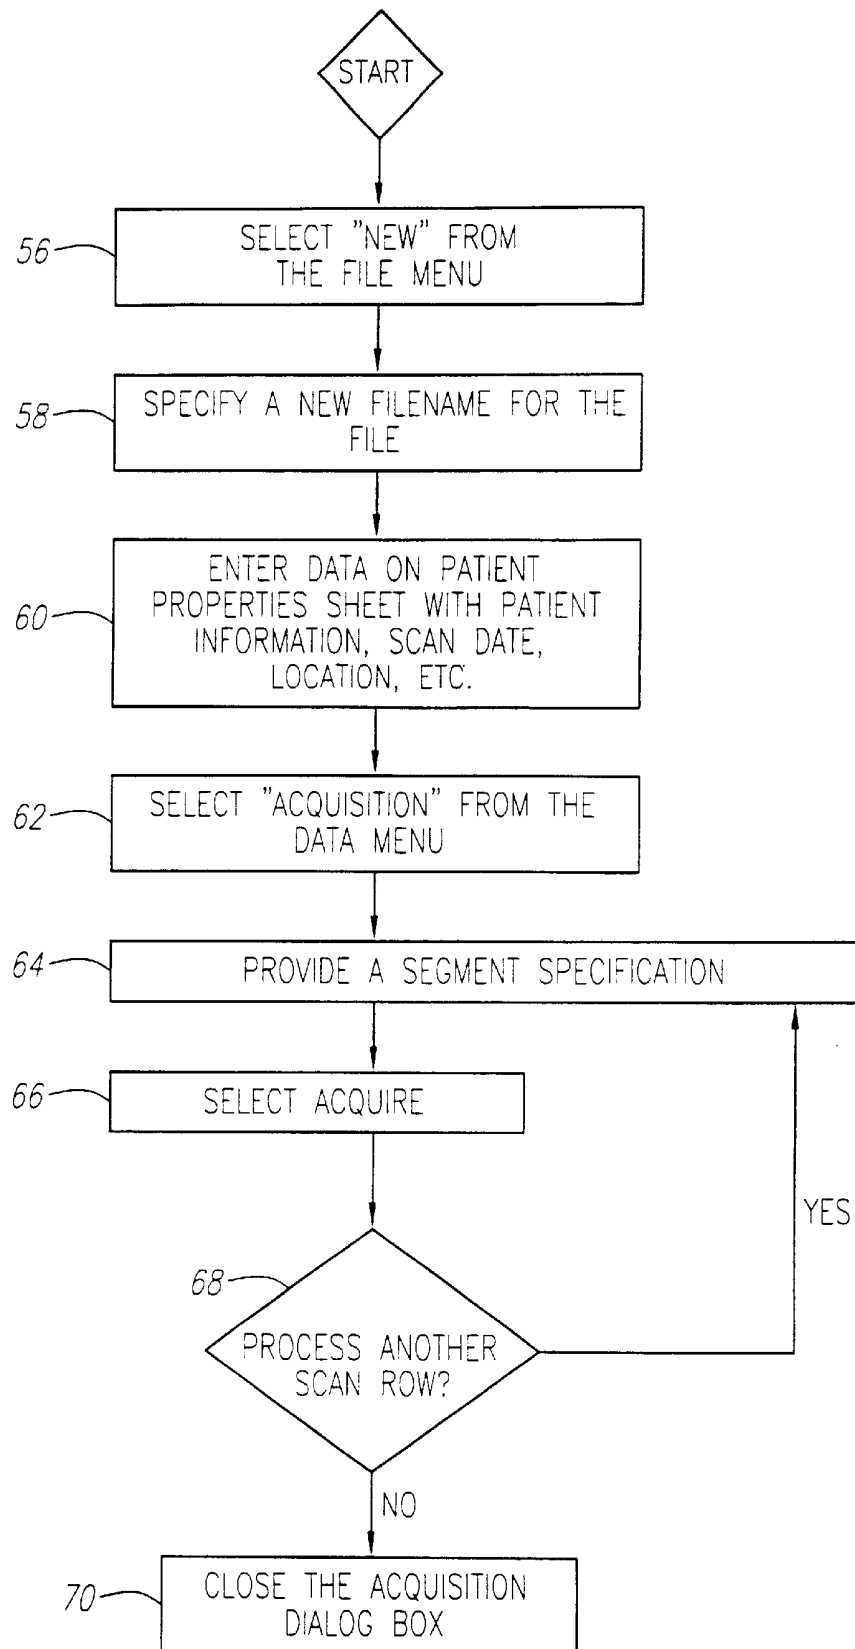 START
56
SELECT "NEW" FROM
THE FILE MENU
58
SPECIFY A NEW FILENAME FOR THE
FILE
60
ENTER DATA ON PATIENT
PROPERTIES SHEET WITH PATIENT
INFORMATION, SCAN DATE,
LOCATION, ETC.
62
SELECT "ACQUISITION" FROM THE
DATA MENU
64
PROVIDE A SEGMENT SPECIFICATION
66
SELECT ACQUIRE
YES
68
PROCESS ANOTHER
SCAN ROW?
NO
70
CLOSE THE ACQUISITION
DIALOG BOX